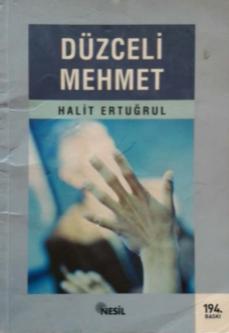 DÜZCELİ
MEHMET
HALİT ERTUĞRUL
NESİL
194.
BASKI